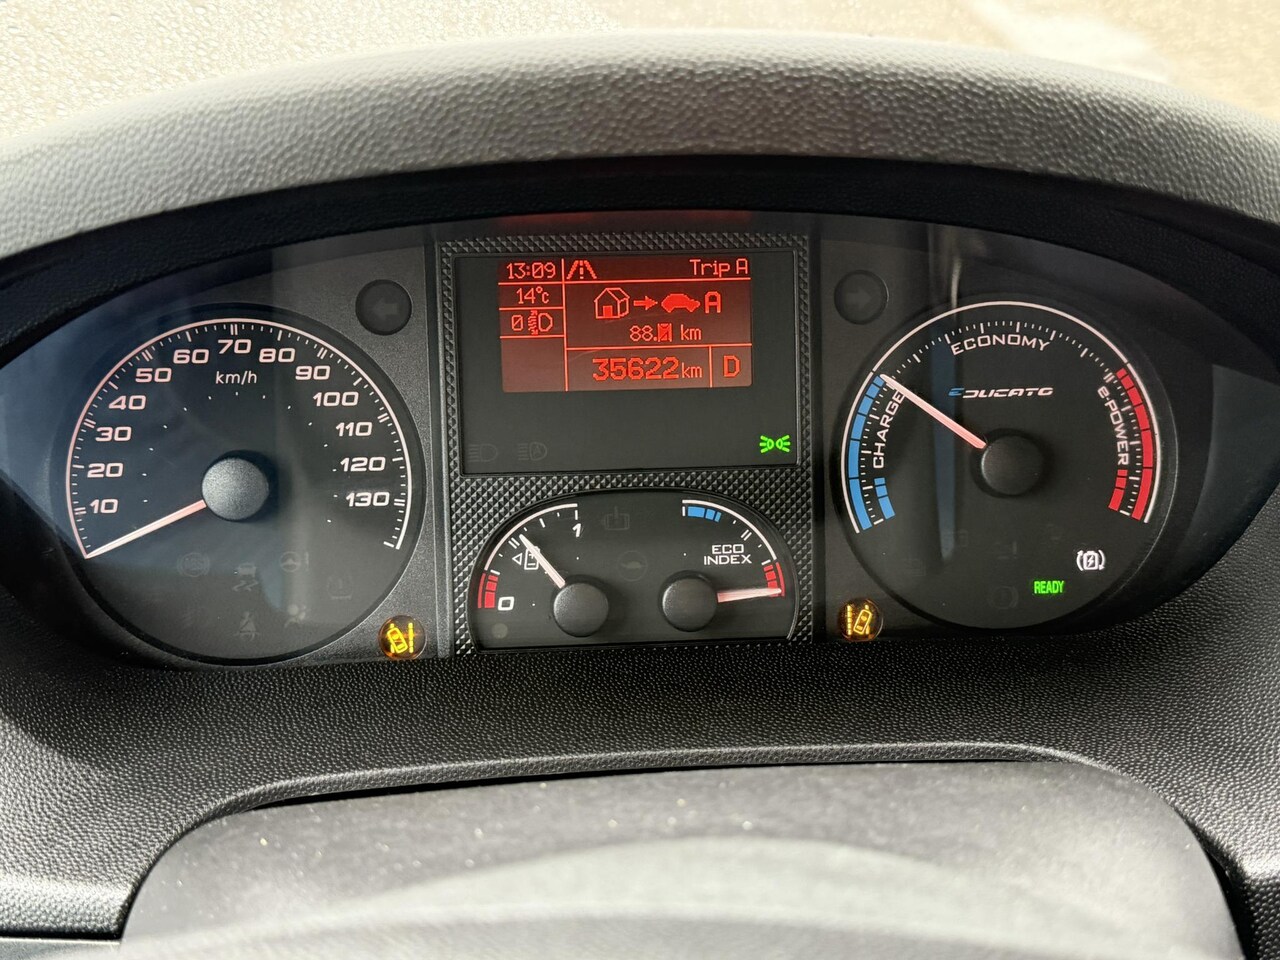 13:09
Trip A
14°c
A
88. km
0
35622km
D
10
20
30
40
50
60
70
80
90
100
110
120
130
km/h
ECONOMY
EDUCATO
CHARGE
e-POWER
READY
0
1
ECO
INDEX